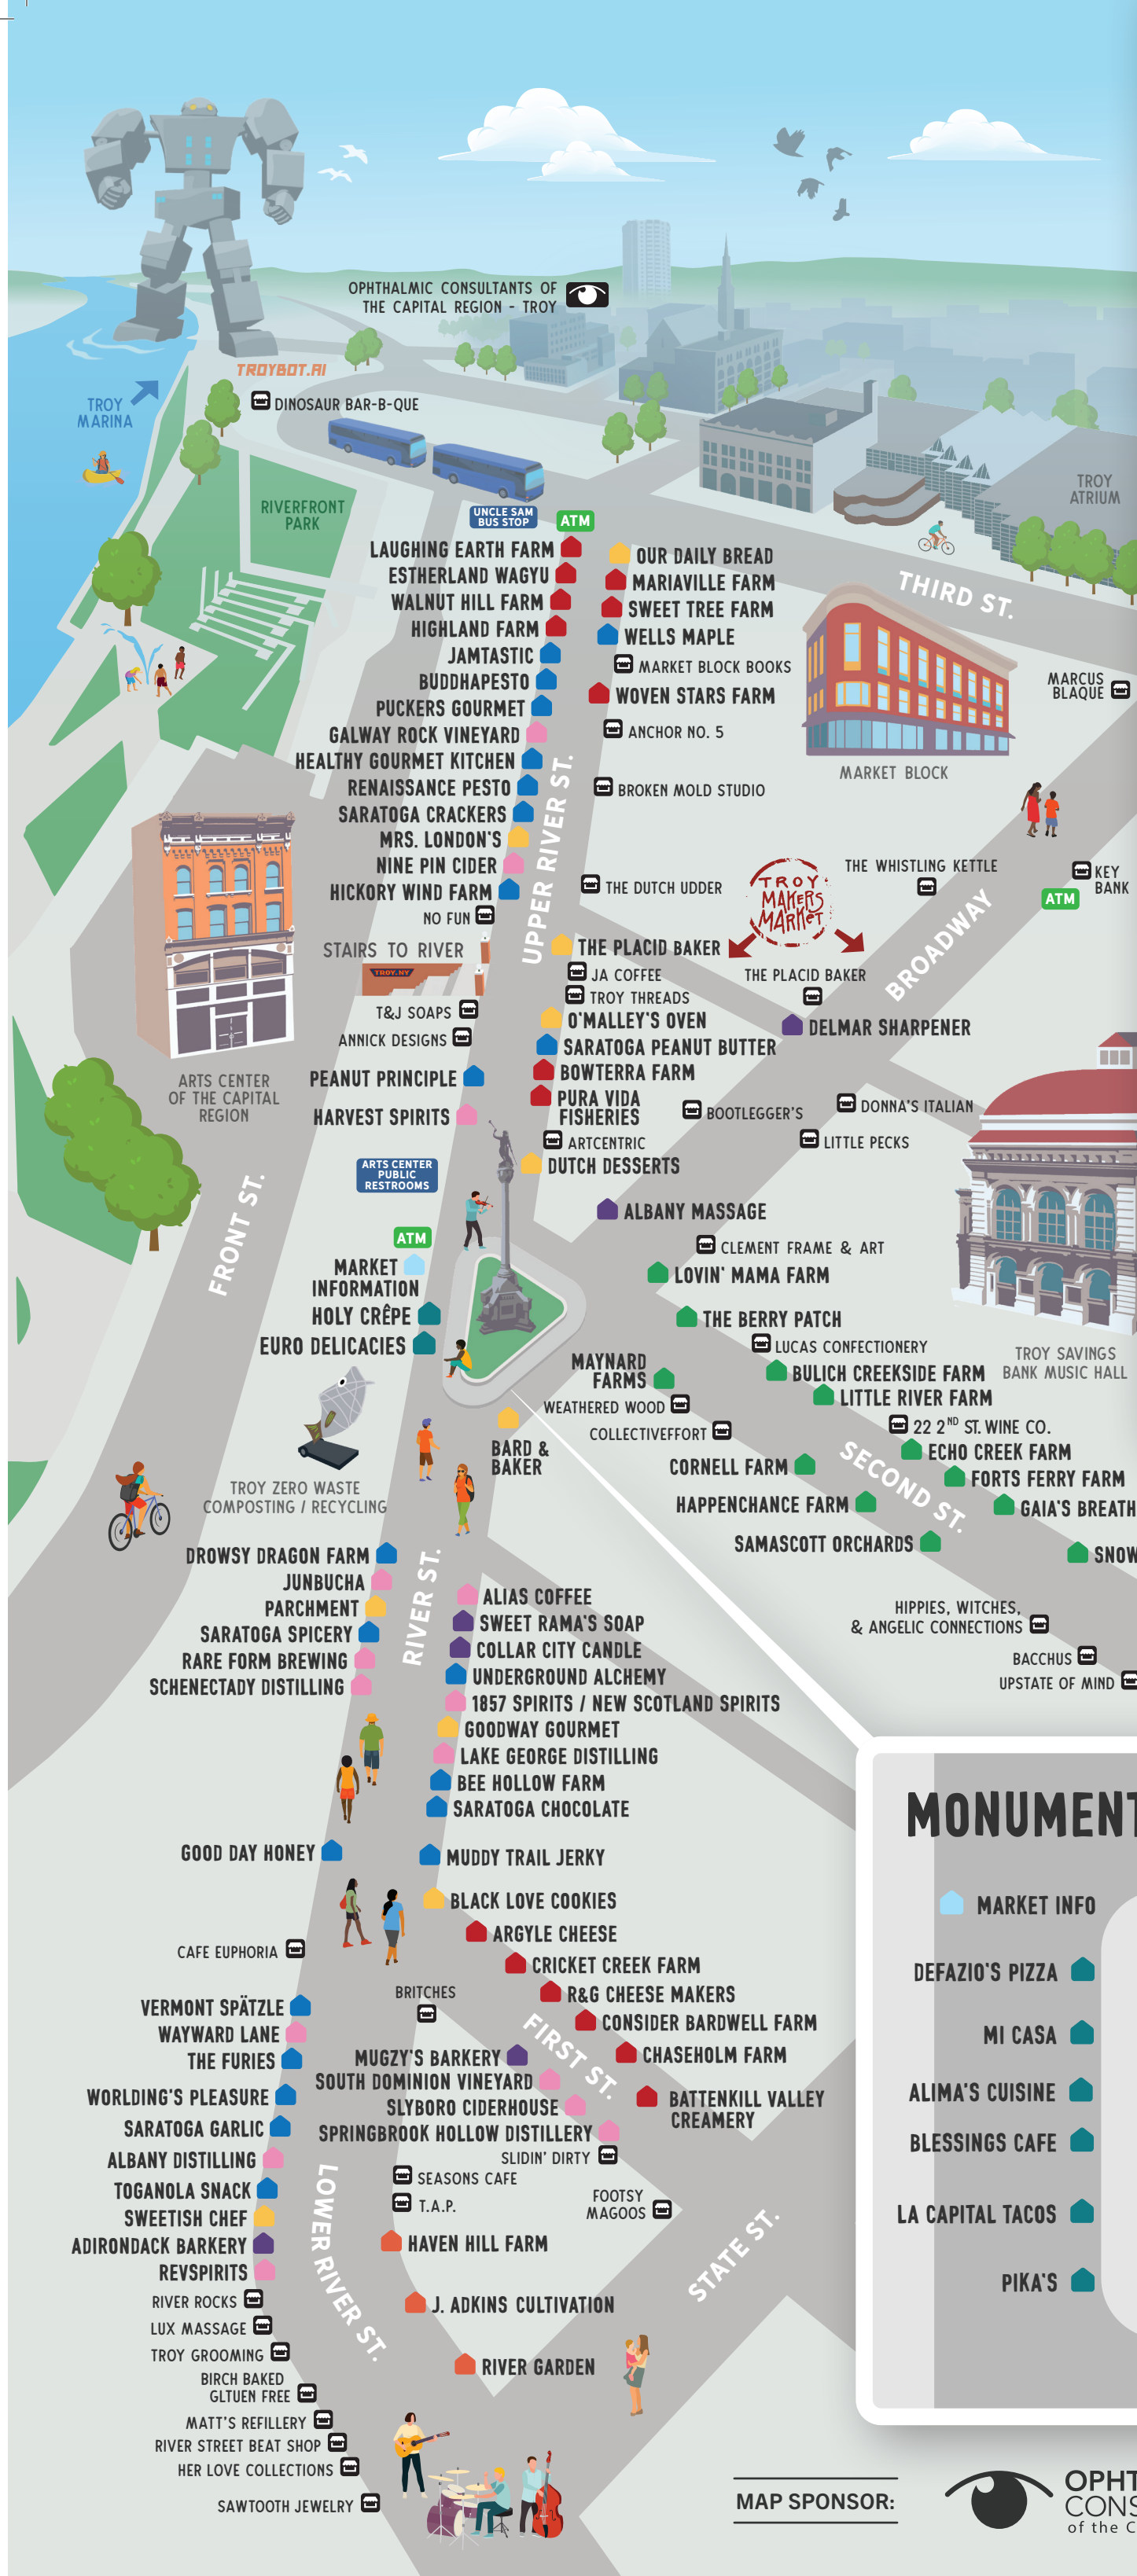 OPHTHALMIC CONSULTANTS OF
THE CAPITAL REGION - TROY
TROYBOT.AI
TROY
MARINA
DINOSAUR BAR-B-QUE
RIVERFRONT
PARK
TROY
ATRIUM
UNCLE SAM
BUS STOP
ATM
LAUGHING EARTH FARM
ESTHERLAND WAGYU
WALNUT HILL FARM
HIGHLAND FARM
JAMTASTIC
BUDDHAPESTO
PUCKERS GOURMET
GALWAY ROCK VINEYARD
HEALTHY GOURMET KITCHEN
RENAISSANCE PESTO
SARATOGA CRACKERS
MRS. LONDON'S
NINE PIN CIDER
HICKORY WIND FARM
NO FUN
OUR DAILY BREAD
MARIAVILLE FARM
SWEET TREE FARM
WELLS MAPLE
MARKET BLOCK BOOKS
WOVEN STARS FARM
ANCHOR NO. 5
BROKEN MOLD STUDIO
THE DUTCH UDDER
THIRD ST.
MARCUS
BLAQUE
MARKET BLOCK
UPPER RIVER ST.
THE WHISTLING KETTLE
KEY
BANK
ATM
TROY
MAKERS
MARKET
BROADWAY
STAIRS TO RIVER
TROY.NY
T&J SOAPS
ANNICK DESIGNS
THE PLACID BAKER
JA COFFEE
TROY THREADS
THE PLACID BAKER
O'MALLEY'S OVEN
DELMAR SHARPENER
SARATOGA PEANUT BUTTER
BOWTERRA FARM
PURA VIDA
FISHERIES
ARTCENTRIC
DUTCH DESSERTS
PEANUT PRINCIPLE
HARVEST SPIRITS
ARTS CENTER
OF THE CAPITAL
REGION
BOOTLEGGER'S
DONNA'S ITALIAN
LITTLE PECKS
ARTS CENTER
PUBLIC
RESTROOMS
FRONT ST.
ATM
MARKET
INFORMATION
HOLY CRÊPE
EURO DELICACIES
ALBANY MASSAGE
CLEMENT FRAME & ART
LOVIN' MAMA FARM
THE BERRY PATCH
LUCAS CONFECTIONERY
BULICH CREEKSIDE FARM
LITTLE RIVER FARM
22 2ND ST. WINE CO.
ECHO CREEK FARM
FORTS FERRY FARM
GAIA'S BREATH
SNOW
TROY SAVINGS
BANK MUSIC HALL
MAYNARD
FARMS
WEATHERED WOOD
COLLECTIVEFFORT
CORNELL FARM
HAPPENCHANCE FARM
SAMASCOTT ORCHARDS
SECOND ST.
BARD &
BAKER
TROY ZERO WASTE
COMPOSTING / RECYCLING
HIPPIES, WITCHES,
& ANGELIC CONNECTIONS
BACCHUS
UPSTATE OF MIND
RIVER ST.
DROWSY DRAGON FARM
JUNBUCHA
PARCHMENT
SARATOGA SPICERY
RARE FORM BREWING
SCHENECTADY DISTILLING
ALIAS COFFEE
SWEET RAMA'S SOAP
COLLAR CITY CANDLE
UNDERGROUND ALCHEMY
1857 SPIRITS / NEW SCOTLAND SPIRITS
GOODWAY GOURMET
LAKE GEORGE DISTILLING
BEE HOLLOW FARM
SARATOGA CHOCOLATE
GOOD DAY HONEY
MUDDY TRAIL JERKY
BLACK LOVE COOKIES
ARGYLE CHEESE
CRICKET CREEK FARM
R&G CHEESE MAKERS
CONSIDER BARDWELL FARM
CHASEHOLM FARM
BATTENKILL VALLEY
CREAMERY
CAFE EUPHORIA
BRITCHES
FIRST ST.
VERMONT SPÄTZLE
WAYWARD LANE
THE FURIES
WORLDING'S PLEASURE
SARATOGA GARLIC
ALBANY DISTILLING
TOGANOLA SNACK
SWEETISH CHEF
ADIRONDACK BARKERY
REVSPIRITS
RIVER ROCKS
LUX MASSAGE
TROY GROOMING
BIRCH BAKED
GLTUEN FREE
MATT'S REFILLERY
RIVER STREET BEAT SHOP
HER LOVE COLLECTIONS
SAWTOOTH JEWELRY
MUGZY'S BARKERY
SOUTH DOMINION VINEYARD
SLYBORO CIDERHOUSE
SPRINGBROOK HOLLOW DISTILLERY
SLIDIN' DIRTY
SEASONS CAFE
T.A.P.
FOOTSY
MAGOOS
LOWER RIVER ST.
STATE ST.
HAVEN HILL FARM
J. ADKINS CULTIVATION
RIVER GARDEN
MONUMENT
MARKET INFO
DEFAZIO'S PIZZA
MI CASA
ALIMA'S CUISINE
BLESSINGS CAFE
LA CAPITAL TACOS
PIKA'S
MAP SPONSOR:
OPHT
CONS
of the C